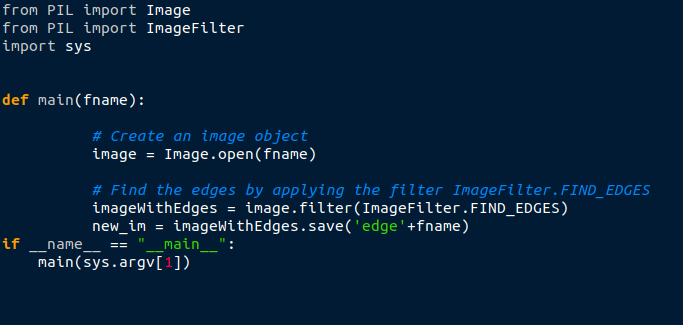 from PIL import Image
from PIL import ImageFilter
import sys
def main(fname):
# Create an image object
image = Image.open(fname)
# Find the edges by applying the filter ImageFilter.FIND_EDGES
imageWithEdges = image.filter(ImageFilter.FIND_EDGES)
new_im = imageWithEdges.save('edge'+fname)
if __name__ == "__main__":
main(sys.argv[1])